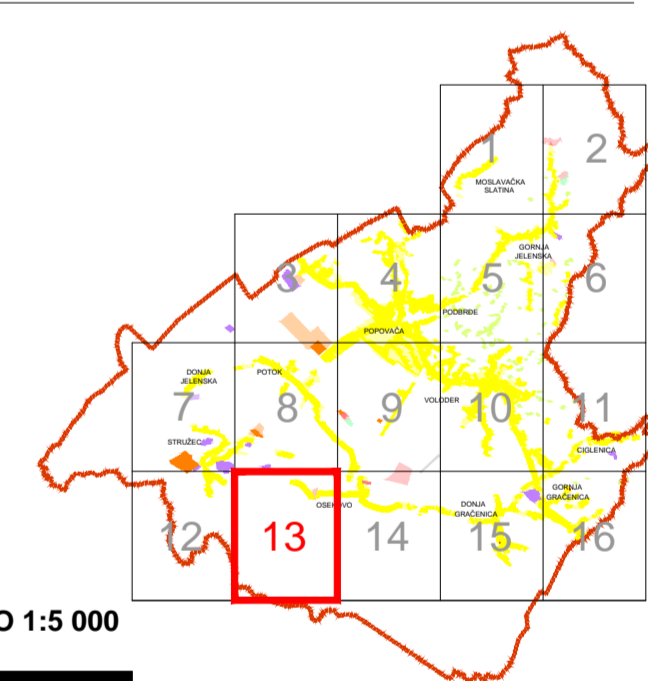 1
2
MOSLAVAČKA
SLATINA
3
4
5
6
GORNJA
JELENSKA
PODBRĐE
POPOVAČA
7
8
9
10
11
DONJA
JELENSKA
POTOK
VOLODER
STRUŽEC
CIGLENICA
12
13
14
15
16
OSEKOVO
DONJA
GRAČENICA
GORNJA
GRAČENICA
O 1:5 000